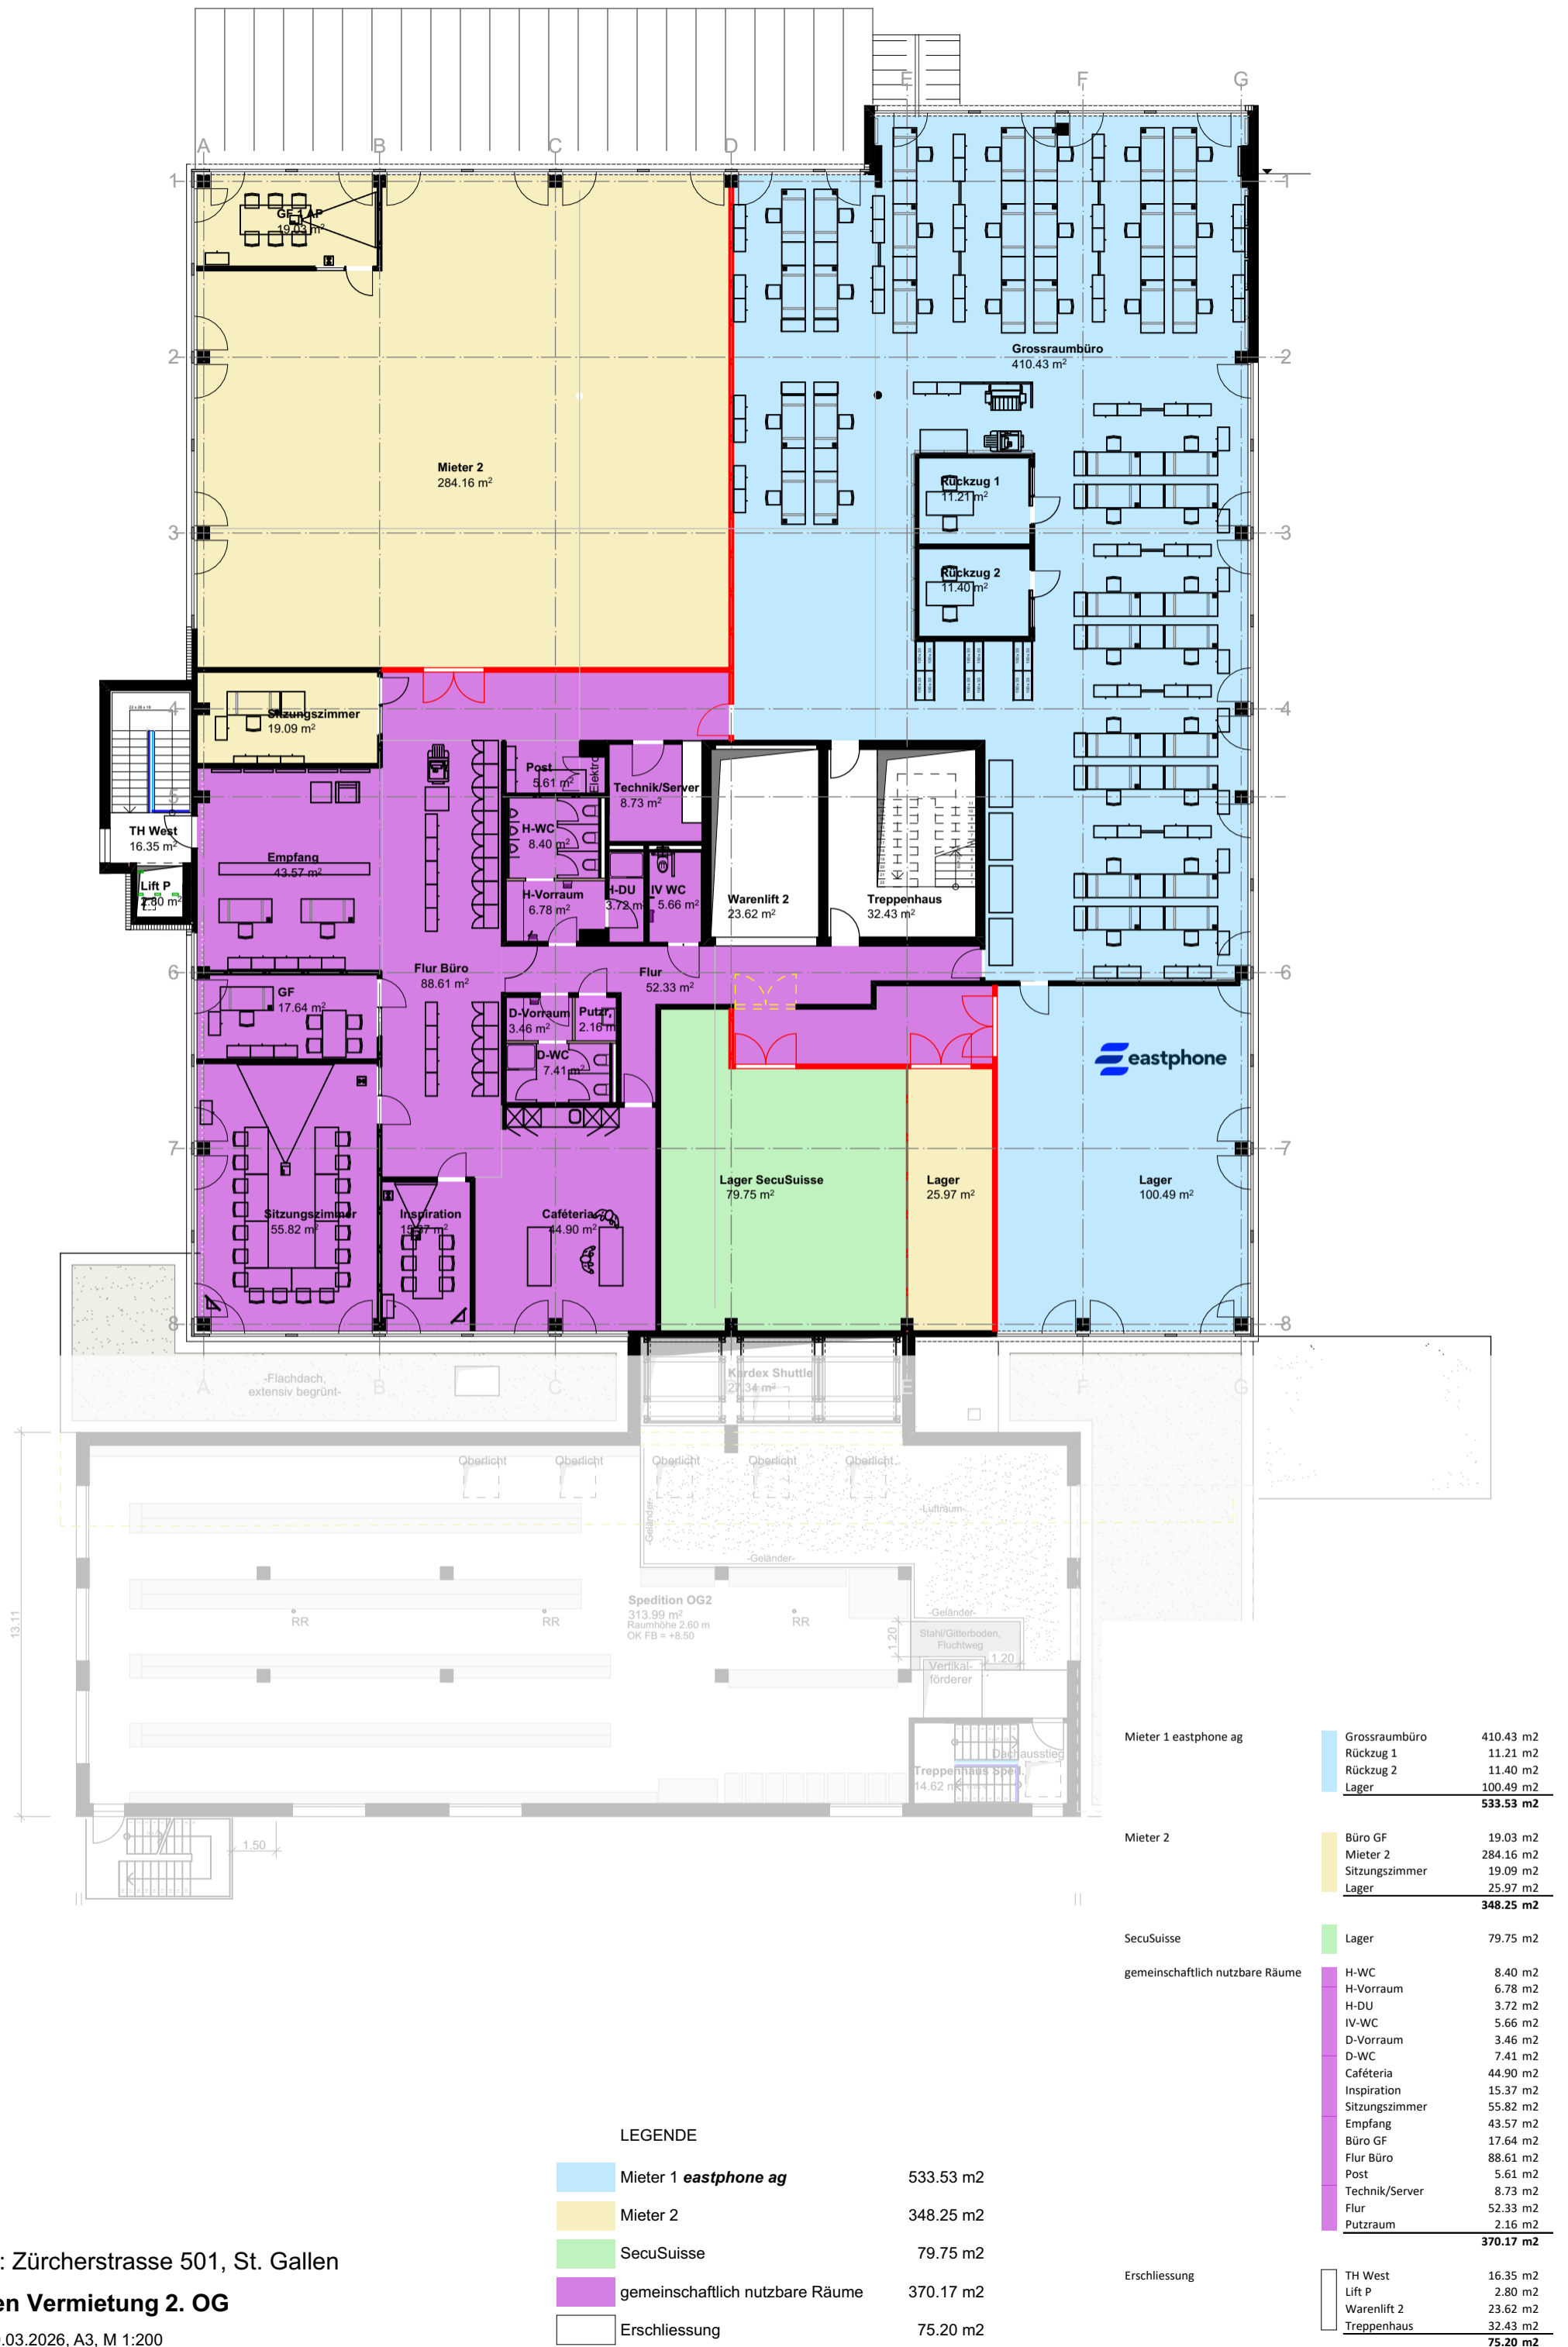 A B C D E F G
1 1
GF 1 AP
19.03 m²
2 2
Grossraumbüro
410.43 m²
Mieter 2
284.16 m²
Rückzug 1
11.21 m²
3 3
Rückzug 2
11.40 m²
4 4
Sitzungszimmer
19.09 m²
Post
5.61 m²
Elektro
Technik/Server
8.73 m²
5 5
TH West
16.35 m²
H-WC
8.40 m²
Empfang
43.57 m²
Lift P
2.80 m²
H-Vorraum
6.78 m²
H-DU
3.72 m
IV WC
5.66 m²
Warenlift 2
23.62 m²
Treppenhaus
32.43 m²
6 6
Flur Büro
88.61 m²
Flur
52.33 m²
GF
17.64 m²
D-Vorraum
3.46 m²
Putzr.
2.16 m
D-WC
7.41 m²
eastphone
7 7
Lager SecuSuisse
79.75 m²
Lager
25.97 m²
Lager
100.49 m²
Sitzungszimmer
55.82 m²
Inspiration
15.37 m²
Caféteria
44.90 m²
8 8
Kardex Shuttle
27.34 m²
-Flachdach,
extensiv begrünt-
A B C E F G
Oberlicht Oberlicht Oberlicht Oberlicht Oberlicht
-Geländer-
-Luftraum-
-Geländer-
13.11
Spedition OG2
313.99 m²
Raumhöhe 2.60 m
OK FB = +8.50
RR RR RR
-Geländer-
Stahl/Gitterboden,
Fluchtweg
1.20
1.20
Vertikal-
förderer
Dachausstieg
Treppenhaus Sped.
14.62 m²
1.50
Mieter 1 eastphone ag Grossraumbüro 410.43 m2
Rückzug 1 11.21 m2
Rückzug 2 11.40 m2
Lager 100.49 m2
533.53 m2
Mieter 2 Büro GF 19.03 m2
Mieter 2 284.16 m2
Sitzungszimmer 19.09 m2
Lager 25.97 m2
348.25 m2
SecuSuisse Lager 79.75 m2
gemeinschaftlich nutzbare Räume H-WC 8.40 m2
H-Vorraum 6.78 m2
H-DU 3.72 m2
IV-WC 5.66 m2
D-Vorraum 3.46 m2
D-WC 7.41 m2
Caféteria 44.90 m2
Inspiration 15.37 m2
Sitzungszimmer 55.82 m2
Empfang 43.57 m2
Büro GF 17.64 m2
Flur Büro 88.61 m2
Post 5.61 m2
Technik/Server 8.73 m2
Flur 52.33 m2
Putzraum 2.16 m2
370.17 m2
Erschliessung TH West 16.35 m2
Lift P 2.80 m2
Warenlift 2 23.62 m2
Treppenhaus 32.43 m2
75.20 m2
LEGENDE
Mieter 1 eastphone ag 533.53 m2
Mieter 2 348.25 m2
SecuSuisse 79.75 m2
gemeinschaftlich nutzbare Räume 370.17 m2
Erschliessung 75.20 m2
: Zürcherstrasse 501, St. Gallen
en Vermietung 2. OG
.03.2026, A3, M 1:200